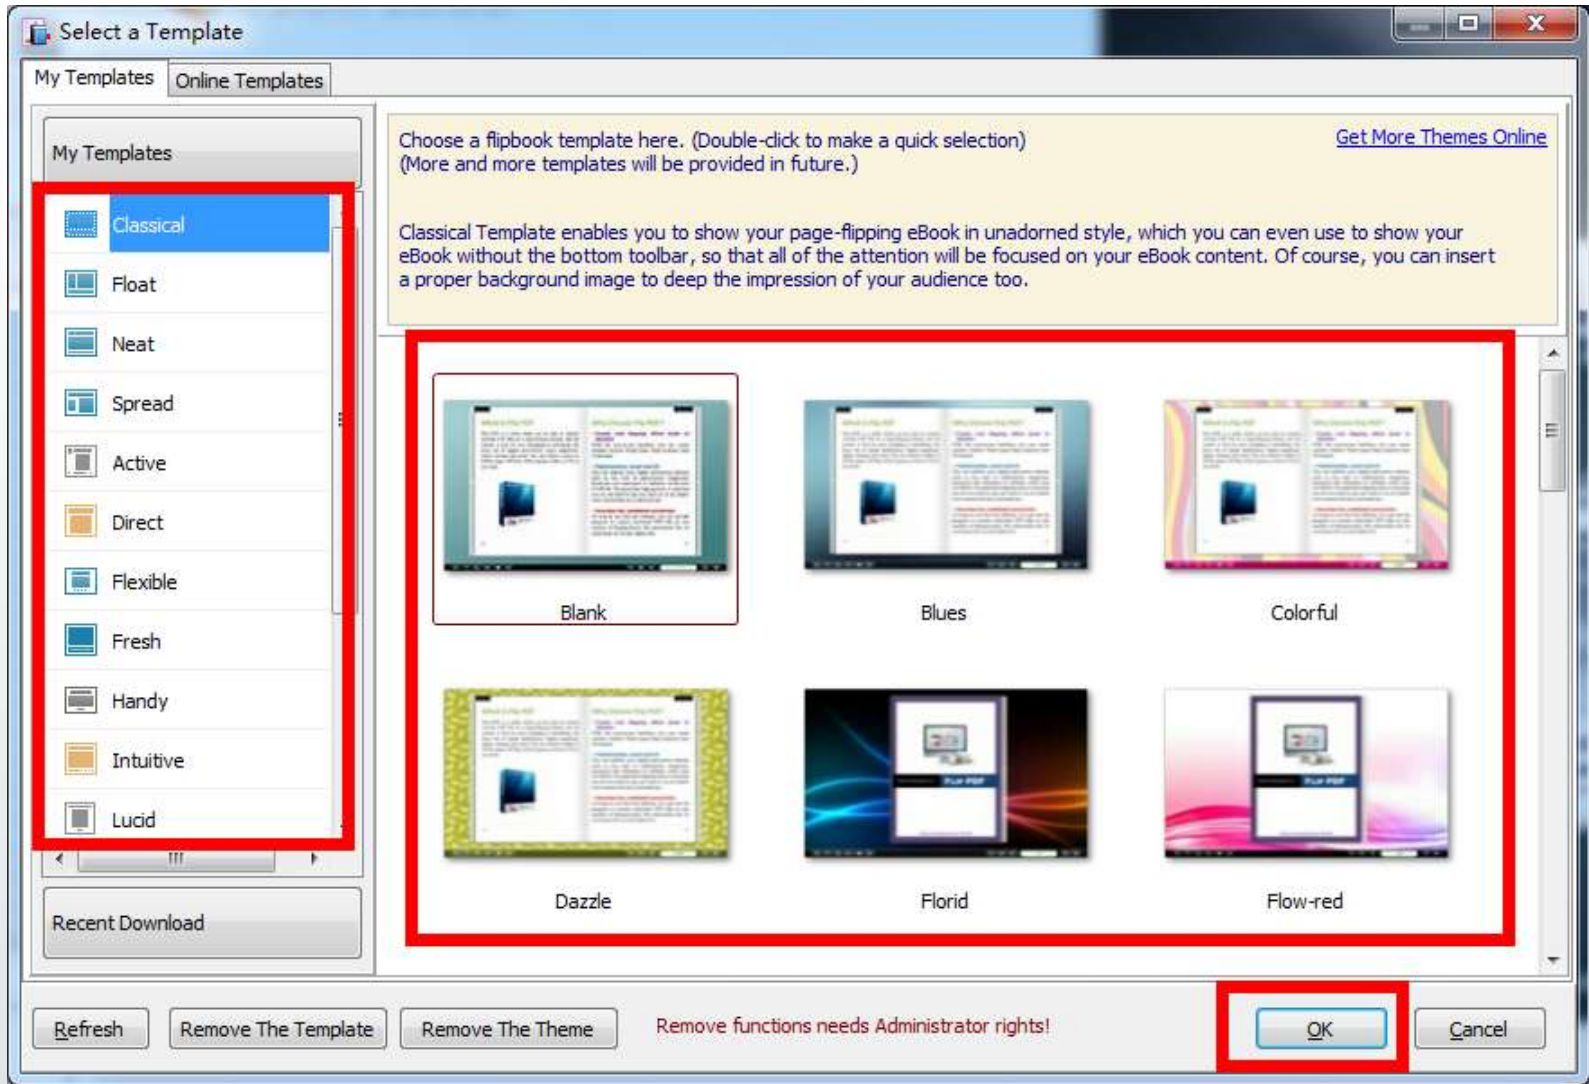 Select a Template
My Templates
Online Templates
My Templates
Classical
Float
Neat
Spread
Active
Direct
Flexible
Fresh
Handy
Intuitive
Lucid
Recent Download
Choose a flipbook template here. (Double-click to make a quick selection)
Get More Themes Online
(More and more templates will be provided in future.)
Classical Template enables you to show your page-flipping eBook in unadorned style, which you can even use to show your
eBook without the bottom toolbar, so that all of the attention will be focused on your eBook content. Of course, you can insert
a proper background image to deep the impression of your audience too.
Blank
Blues
Colorful
Dazzle
Florid
Flow-red
Refresh
Remove The Template
Remove The Theme
Remove functions needs Administrator rights!
OK
Cancel